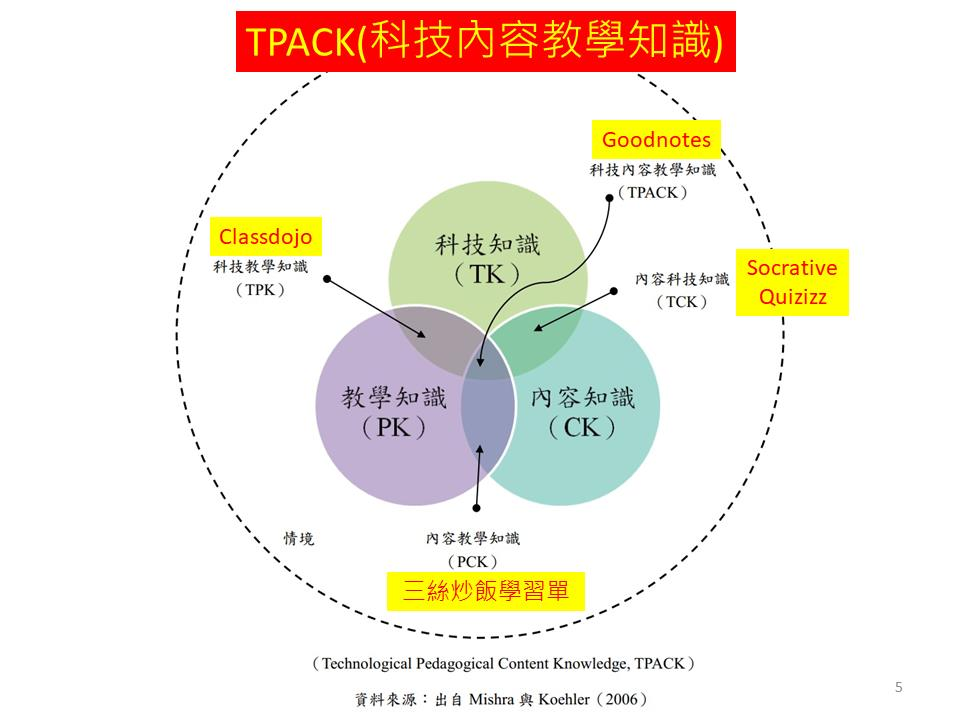 TPACK(科技內容教學知識)
Goodnotes
科技內容教學知識
（TPACK）
Classdojo
科技教學知識
（TPK）
科技知識
（TK）
內容科技知識
（TCK）
Socrative
Quizizz
教學知識
（PK）
內容知識
（CK）
情境
內容教學知識
（PCK）
三絲炒飯學習單
（Technological Pedagogical Content Knowledge, TPACK）
資料來源：出自 Mishra 與 Koehler（2006）
5